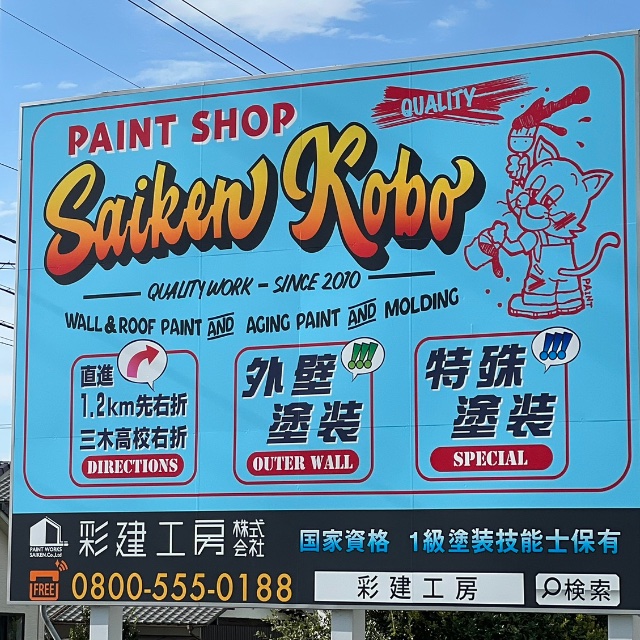 PAINT SHOP
QUALITY
Saiken Kobo
QUALITY WORK - SINCE 2010
WALL & ROOF PAINT AND AGING PAINT AND MOLDING
PAINT
直進
1.2km先右折
三木高校右折
DIRECTIONS
!!!
外壁
塗装
OUTER WALL
!!!
特殊
塗装
SPECIAL
PAINT WORKS
SAIKEN.Co.,Ltd
彩建工房 株式会社
国家資格 1級塗装技能士保有
FREE
0800-555-0188
彩建工房
検索